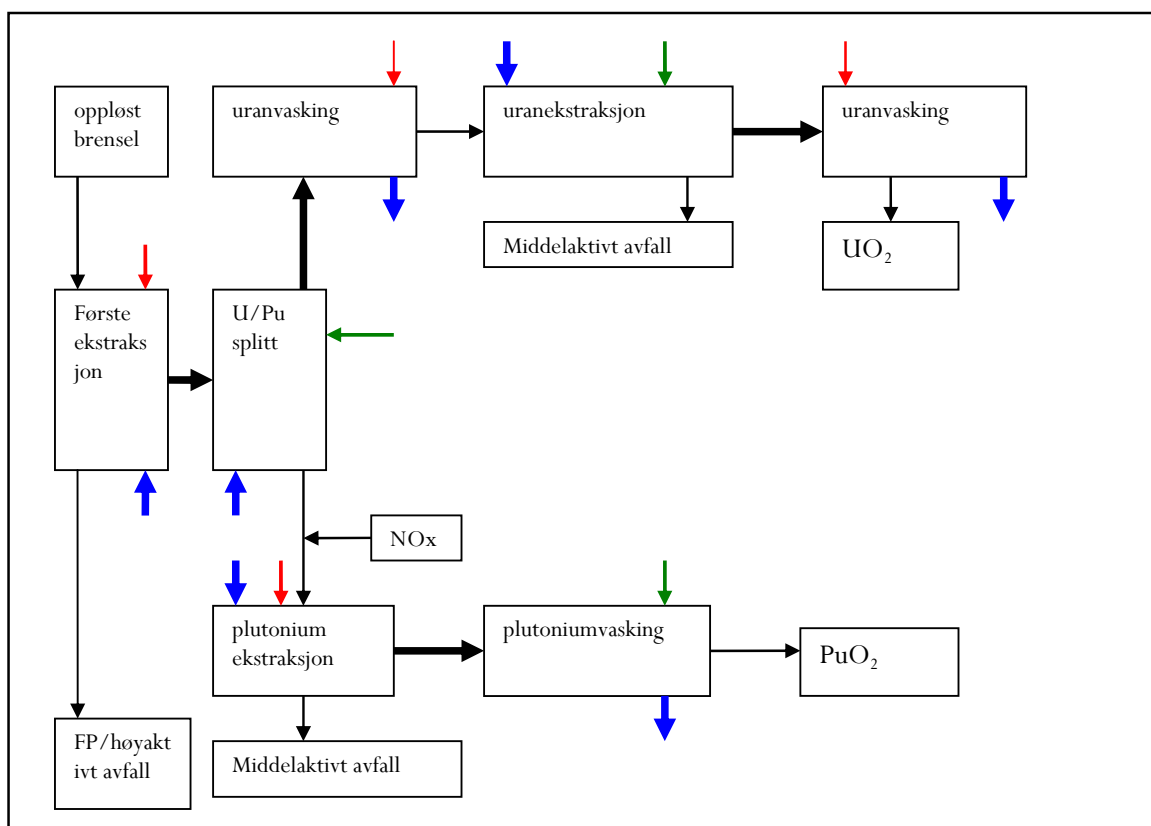 oppløst
brensel
uranvasking
uranekstraksjon
uranvasking
Middelaktivt avfall
UO₂
Første
ekstraks
jon
U/Pu
splitt
NOx
plutonium
ekstraksjon
plutoniumvasking
PuO₂
FP/høyakt
ivt avfall
Middelaktivt avfall